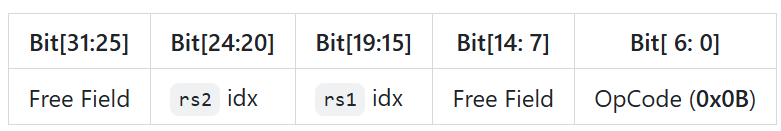 Bit[31:25] Bit[24:20] Bit[19:15] Bit[14: 7] Bit[ 6: 0]
Free Field rs2 idx rs1 idx Free Field OpCode (0x0B)